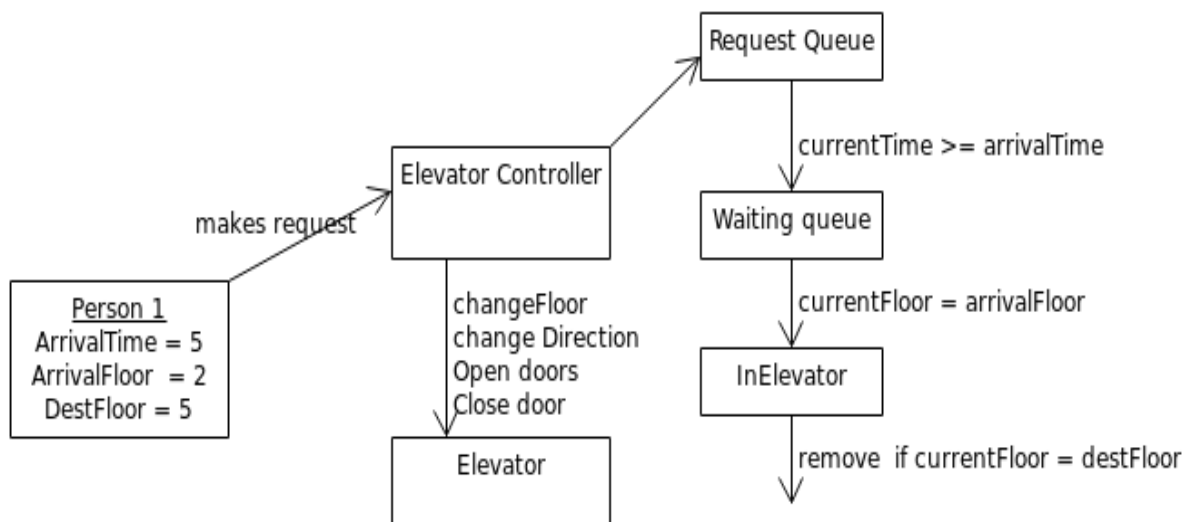 Request Queue
currentTime >= arrivalTime
Elevator Controller
Waiting queue
makes request
currentFloor = arrivalFloor
Person 1
ArrivalTime = 5
ArrivalFloor  = 2
DestFloor = 5
changeFloor
change Direction
Open doors
Close door
InElevator
Elevator
remove  if currentFloor = destFloor